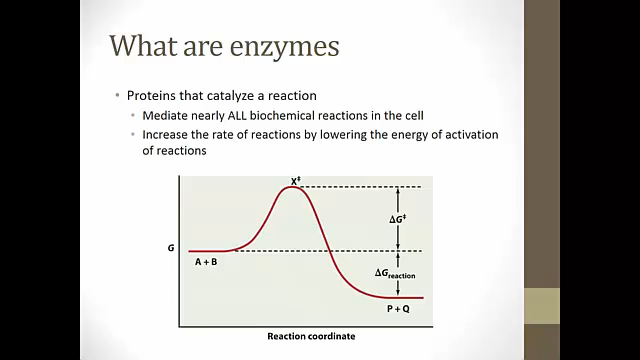 What are enzymes
• Proteins that catalyze a reaction
• Mediate nearly ALL biochemical reactions in the cell
• Increase the rate of reactions by lowering the energy of activation
of reactions
X‡
ΔG‡
G
A + B
ΔGreaction
P + Q
Reaction coordinate